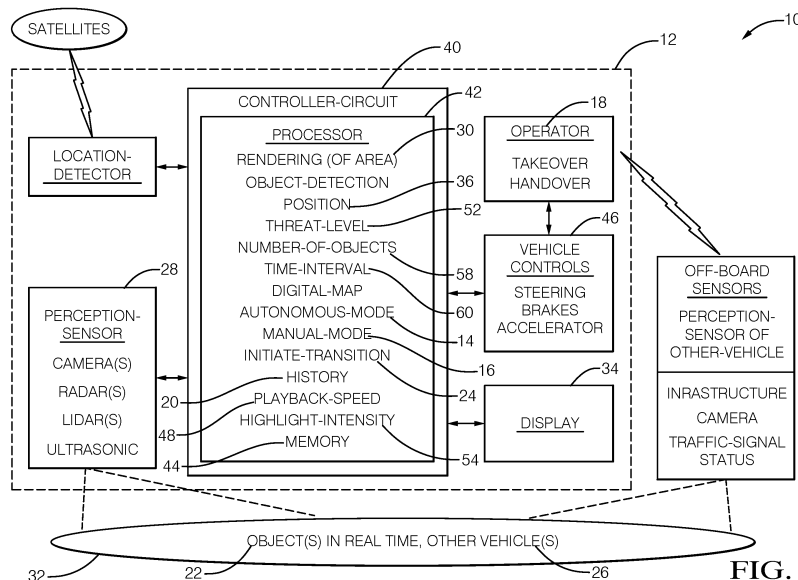 SATELLITES
10
12
40
CONTROLLER-CIRCUIT
42
18
LOCATION-
DETECTOR
PROCESSOR
RENDERING (OF AREA)
30
OBJECT-DETECTION
POSITION
36
THREAT-LEVEL
52
NUMBER-OF-OBJECTS
58
TIME-INTERVAL
60
DIGITAL-MAP
AUTONOMOUS-MODE
14
MANUAL-MODE
16
INITIATE-TRANSITION
24
HISTORY
20
PLAYBACK-SPEED
48
HIGHLIGHT-INTENSITY
54
MEMORY
44
OPERATOR
TAKEOVER
HANDOVER
46
VEHICLE
CONTROLS
STEERING
BRAKES
ACCELERATOR
34
DISPLAY
28
PERCEPTION-
SENSOR
CAMERA(S)
RADAR(S)
LIDAR(S)
ULTRASONIC
OFF-BOARD
SENSORS
PERCEPTION-
SENSOR OF
OTHER-VEHICLE
INRASTRUCTURE
CAMERA
TRAFFIC-SIGNAL
STATUS
OBJECT(S) IN REAL TIME, OTHER VEHICLE(S)
32
22
26
FIG.